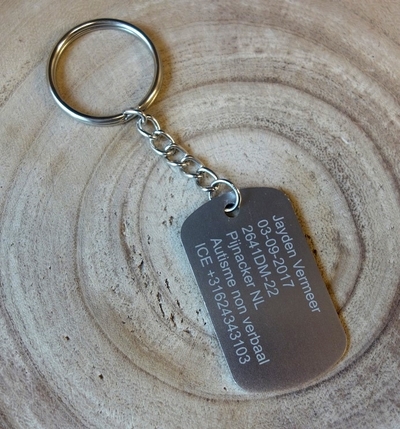 Jayden Vermeer
03-09-2017
2641DM-22
Pijnacker NL
Autisme non verbaal
ICE +31624343103